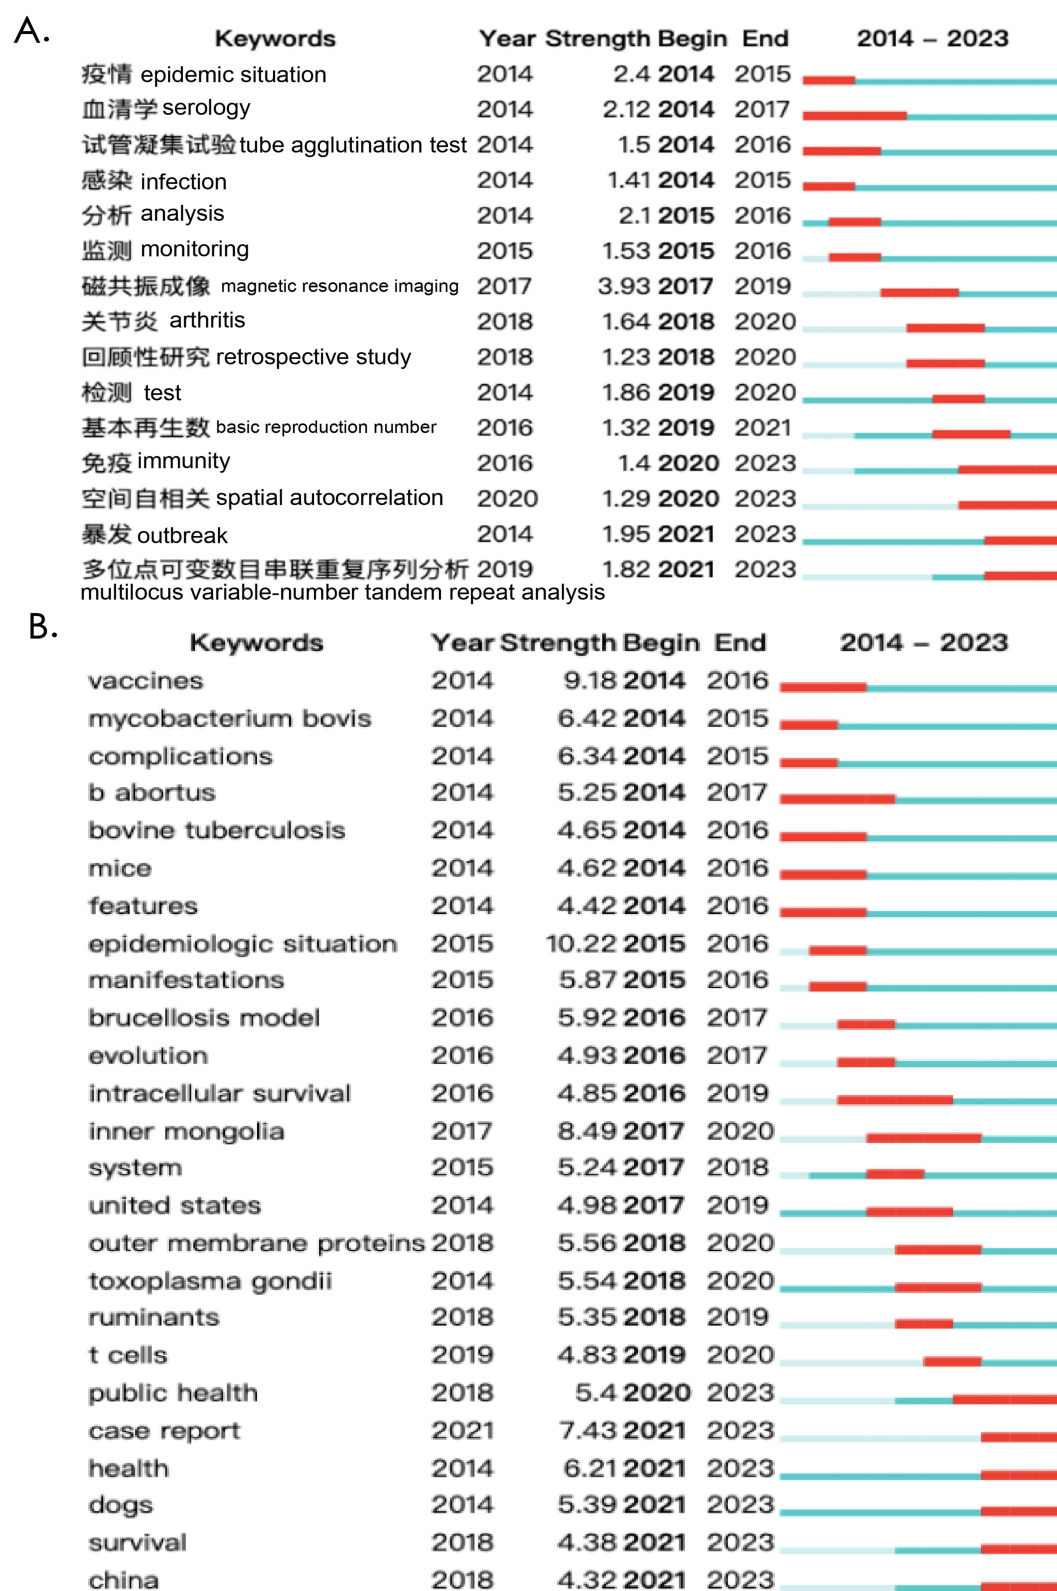 A.
Keywords Year Strength Begin End 2014 – 2023
疫情 epidemic situation 2014 2.4 2014 2015
血清学 serology 2014 2.12 2014 2017
试管凝集试验 tube agglutination test 2014 1.5 2014 2016
感染 infection 2014 1.41 2014 2015
分析 analysis 2014 2.1 2015 2016
监测 monitoring 2015 1.53 2015 2016
磁共振成像 magnetic resonance imaging 2017 3.93 2017 2019
关节炎 arthritis 2018 1.64 2018 2020
回顾性研究 retrospective study 2018 1.23 2018 2020
检测 test 2014 1.86 2019 2020
基本再生数 basic reproduction number 2016 1.32 2019 2021
免疫 immunity 2016 1.4 2020 2023
空间自相关 spatial autocorrelation 2020 1.29 2020 2023
暴发 outbreak 2014 1.95 2021 2023
多位点可变数目串联重复序列分析 2019 1.82 2021 2023
multilocus variable-number tandem repeat analysis
B.
Keywords Year Strength Begin End 2014 – 2023
vaccines 2014 9.18 2014 2016
mycobacterium bovis 2014 6.42 2014 2015
complications 2014 6.34 2014 2015
b abortus 2014 5.25 2014 2017
bovine tuberculosis 2014 4.65 2014 2016
mice 2014 4.62 2014 2016
features 2014 4.42 2014 2016
epidemiologic situation 2015 10.22 2015 2016
manifestations 2015 5.87 2015 2016
brucellosis model 2016 5.92 2016 2017
evolution 2016 4.93 2016 2017
intracellular survival 2016 4.85 2016 2019
inner mongolia 2017 8.49 2017 2020
system 2015 5.24 2017 2018
united states 2014 4.98 2017 2019
outer membrane proteins 2018 5.56 2018 2020
toxoplasma gondii 2014 5.54 2018 2020
ruminants 2018 5.35 2018 2019
t cells 2019 4.83 2019 2020
public health 2018 5.4 2020 2023
case report 2021 7.43 2021 2023
health 2014 6.21 2021 2023
dogs 2014 5.39 2021 2023
survival 2018 4.38 2021 2023
china 2018 4.32 2021 2023